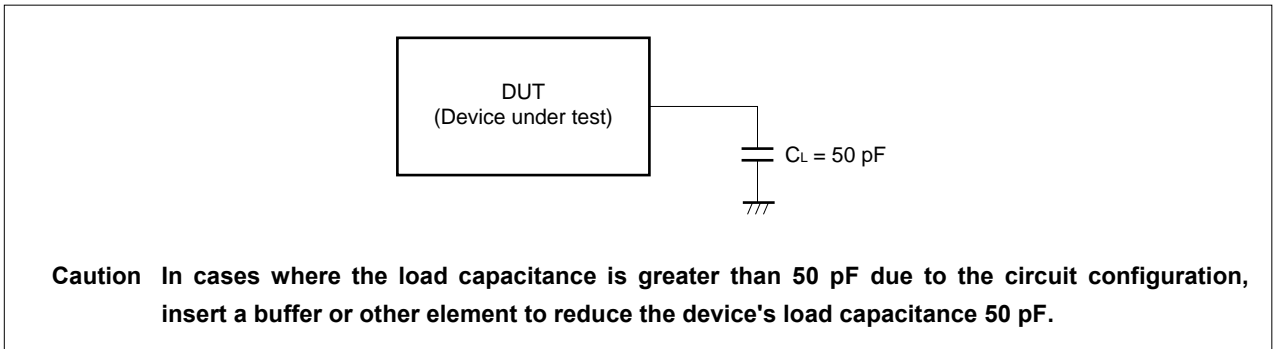 DUT
(Device under test)
CL = 50 pF
Caution In cases where the load capacitance is greater than 50 pF due to the circuit configuration,
insert a buffer or other element to reduce the device's load capacitance 50 pF.